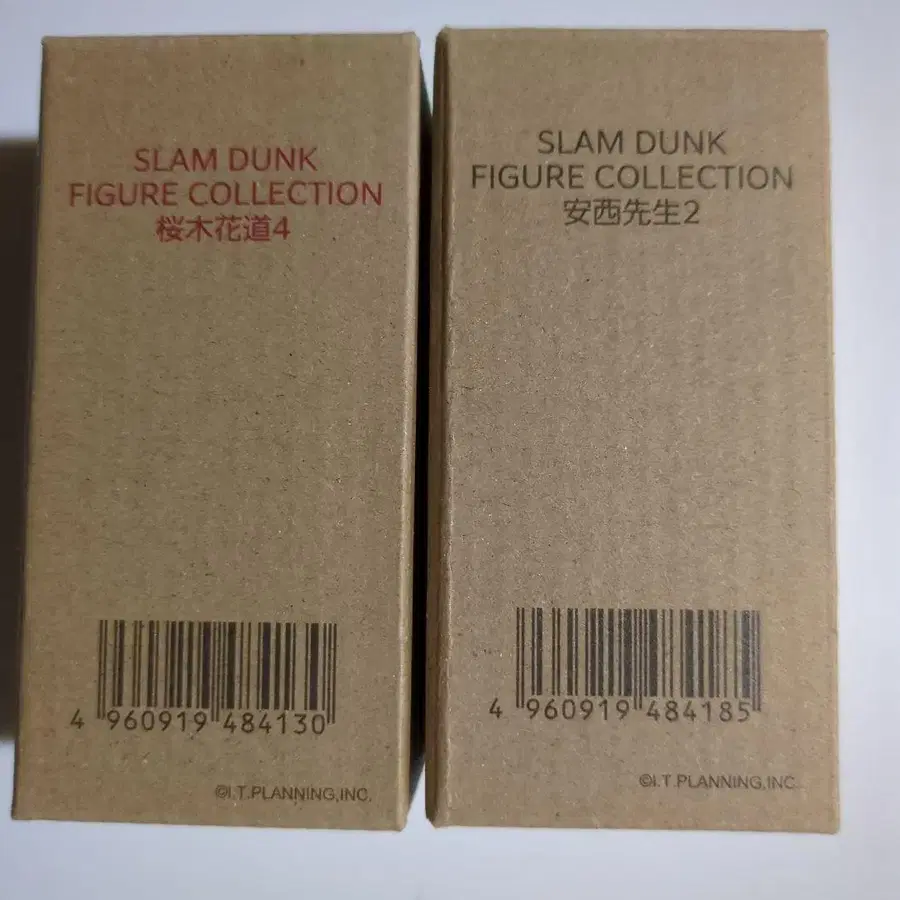 SLAM DUNK
FIGURE COLLECTION
桜木花道4
4 960919 484130
©I.T.PLANNING,INC.
SLAM DUNK
FIGURE COLLECTION
安西先生2
4 960919 484185
©I.T.PLANNING,INC.